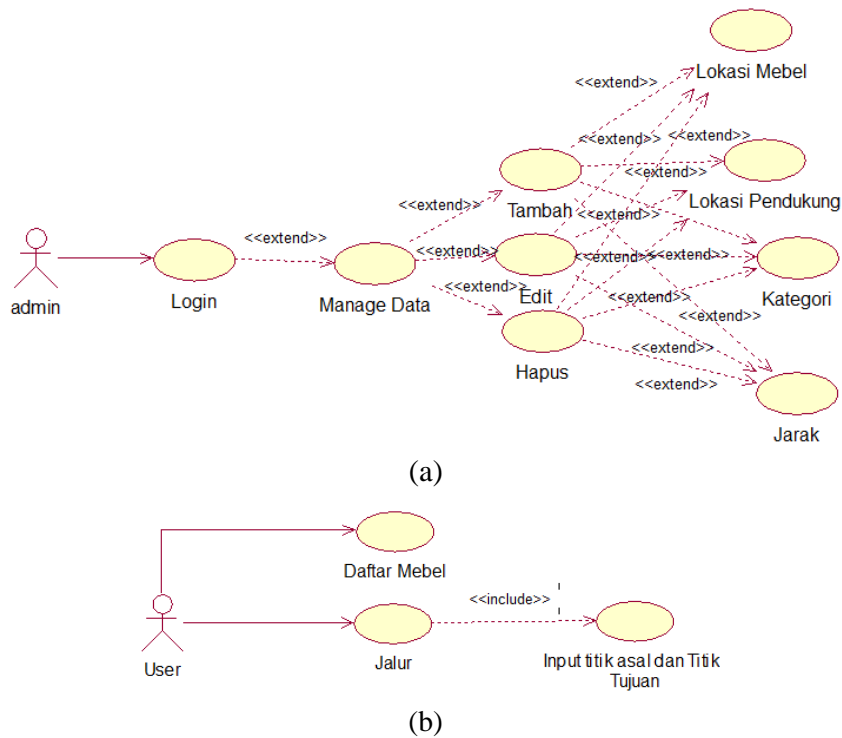 Lokasi Mebel
<<extend>>
<<extend>>
<<extend>>
<<extend>>
Lokasi Pendukung
<<extend>>
Tambah
<<extend>>
<<extend>>
<<extend>>
<<extend>>
<<extend>>
admin
Login
Manage Data
<<extend>>
Edit
<<extend>>
Kategori
<<extend>>
<<extend>>
Hapus
<<extend>>
Jarak
(a)
Daftar Mebel
<<include>>
User
Jalur
Input titik asal dan Titik
Tujuan
(b)